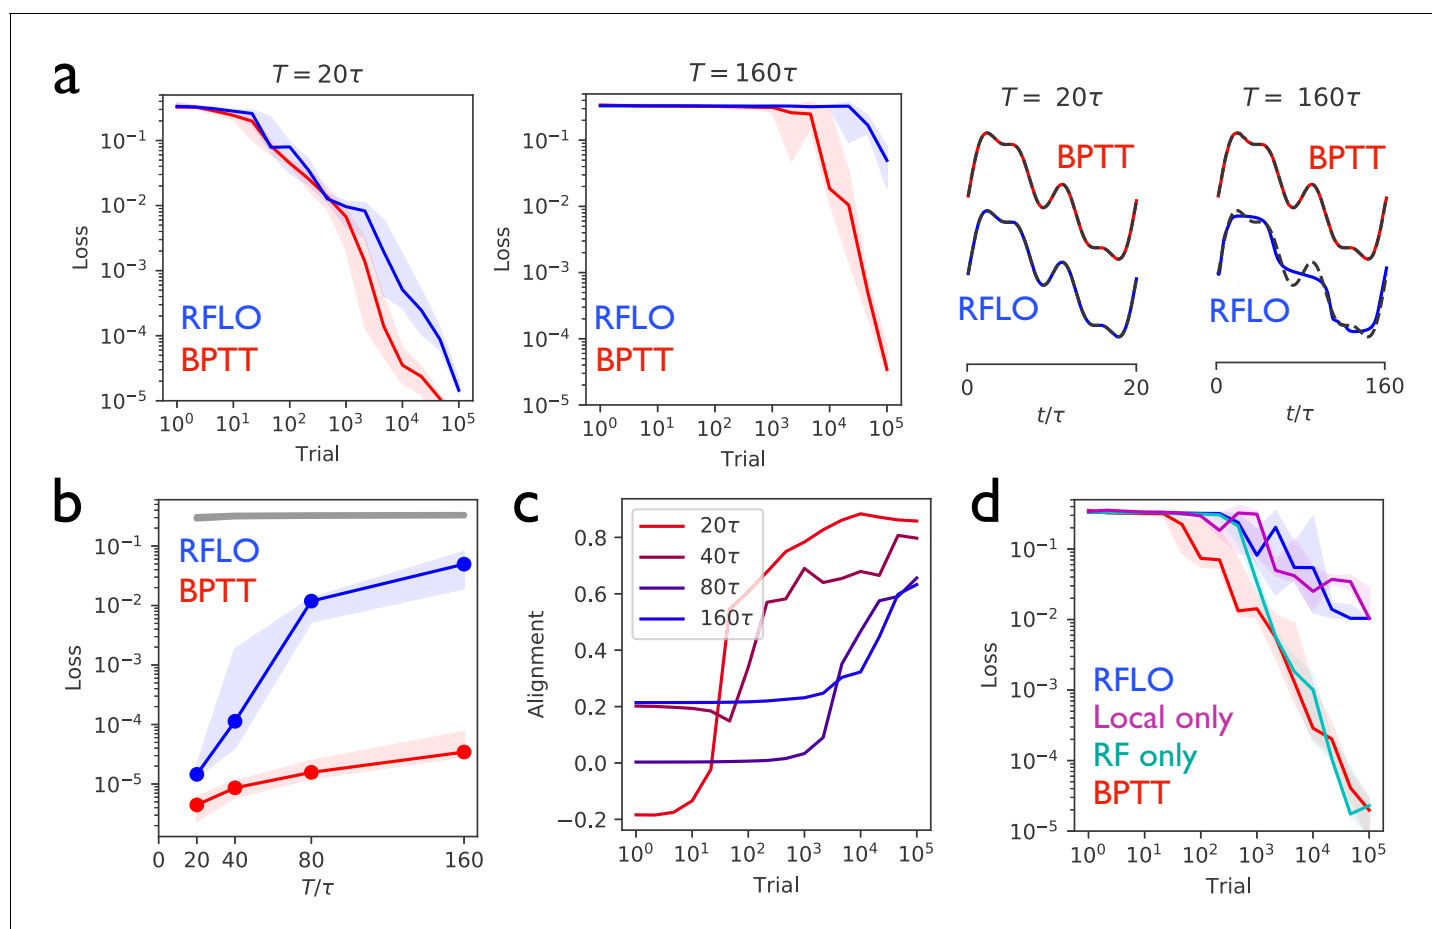 a
T = 20τ
10⁻¹
10⁻²
10⁻³
10⁻⁴
10⁻⁵
Loss
RFLO
BPTT
10⁰ 10¹ 10² 10³ 10⁴ 10⁵
Trial
T = 160τ
10⁻¹
10⁻²
10⁻³
10⁻⁴
10⁻⁵
Loss
RFLO
BPTT
10⁰ 10¹ 10² 10³ 10⁴ 10⁵
Trial
T = 20τ
BPTT
RFLO
0 20
t/τ
T = 160τ
BPTT
RFLO
0 160
t/τ
b
10⁻¹
10⁻²
10⁻³
10⁻⁴
10⁻⁵
Loss
RFLO
BPTT
0 20 40 80 160
T/τ
c
20τ
40τ
80τ
160τ
0.8
0.6
0.4
0.2
0.0
−0.2
Alignment
10⁰ 10¹ 10² 10³ 10⁴ 10⁵
Trial
d
10⁻¹
10⁻²
10⁻³
10⁻⁴
10⁻⁵
Loss
RFLO
Local only
RF only
BPTT
10⁰ 10¹ 10² 10³ 10⁴ 10⁵
Trial